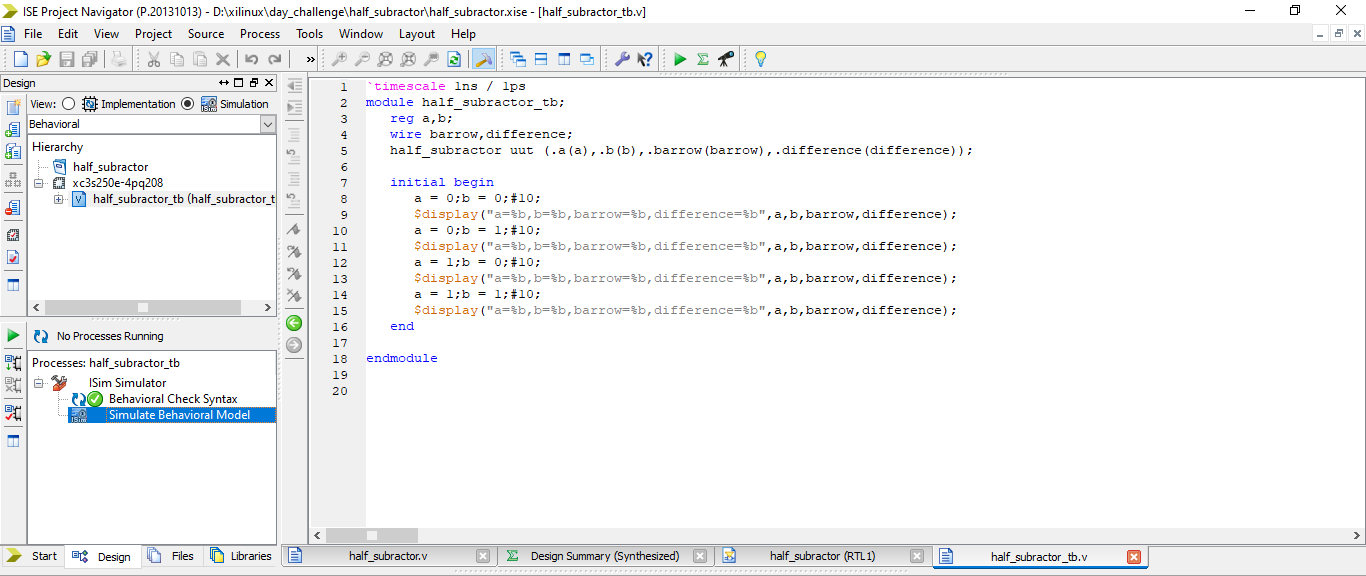 ISE Project Navigator (P.20131013) - D:\xilinux\day_challenge\half_subractor\half_subractor.xise - [half_subractor_tb.v]
File Edit View Project Source Process Tools Window Layout Help
»
Design
View: Implementation Simulation
Behavioral
Hierarchy
half_subractor
xc3s250e-4pq208
half_subractor_tb (half_subractor_t
No Processes Running
Processes: half_subractor_tb
ISim Simulator
Behavioral Check Syntax
Simulate Behavioral Model
Start Design Files Libraries
1 `timescale 1ns / 1ps
2 module half_subractor_tb;
3 reg a,b;
4 wire barrow,difference;
5 half_subractor uut (.a(a),.b(b),.barrow(barrow),.difference(difference));
6
7 initial begin
8 a = 0;b = 0;#10;
9 $display("a=%b,b=%b,barrow=%b,difference=%b",a,b,barrow,difference);
10 a = 0;b = 1;#10;
11 $display("a=%b,b=%b,barrow=%b,difference=%b",a,b,barrow,difference);
12 a = 1;b = 0;#10;
13 $display("a=%b,b=%b,barrow=%b,difference=%b",a,b,barrow,difference);
14 a = 1;b = 1;#10;
15 $display("a=%b,b=%b,barrow=%b,difference=%b",a,b,barrow,difference);
16 end
17
18 endmodule
19
20
half_subractor.v Design Summary (Synthesized) half_subractor (RTL1) half_subractor_tb.v